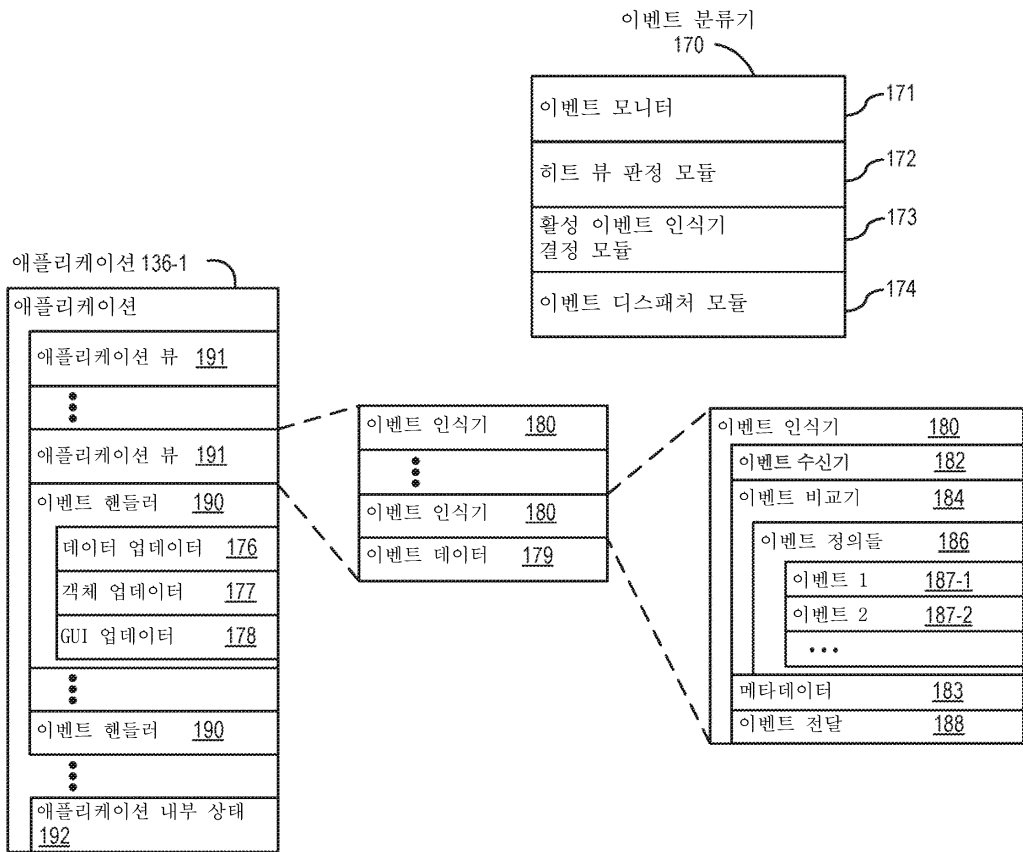 이벤트 분류기
170
이벤트 모니터
171
히트 뷰 판정 모듈
172
활성 이벤트 인식기
결정 모듈
173
이벤트 디스패처 모듈
174
애플리케이션 136-1
애플리케이션
애플리케이션 뷰 191
애플리케이션 뷰 191
이벤트 핸들러 190
데이터 업데이터 176
객체 업데이터 177
GUI 업데이터 178
이벤트 핸들러 190
애플리케이션 내부 상태
192
이벤트 인식기 180
이벤트 인식기 180
이벤트 데이터 179
이벤트 인식기 180
이벤트 수신기 182
이벤트 비교기 184
이벤트 정의들 186
이벤트 1 187-1
이벤트 2 187-2
•••
메타데이터 183
이벤트 전달 188